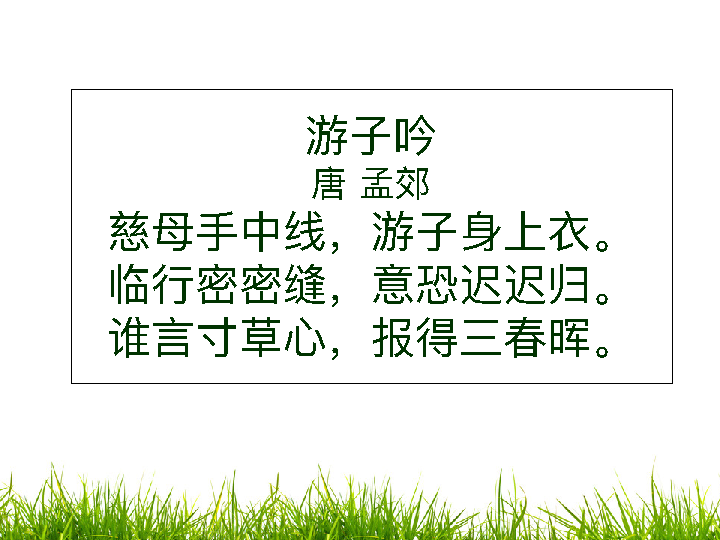 游子吟
唐 孟郊
慈母手中线，游子身上衣。
临行密密缝，意恐迟迟归。
谁言寸草心，报得三春晖。